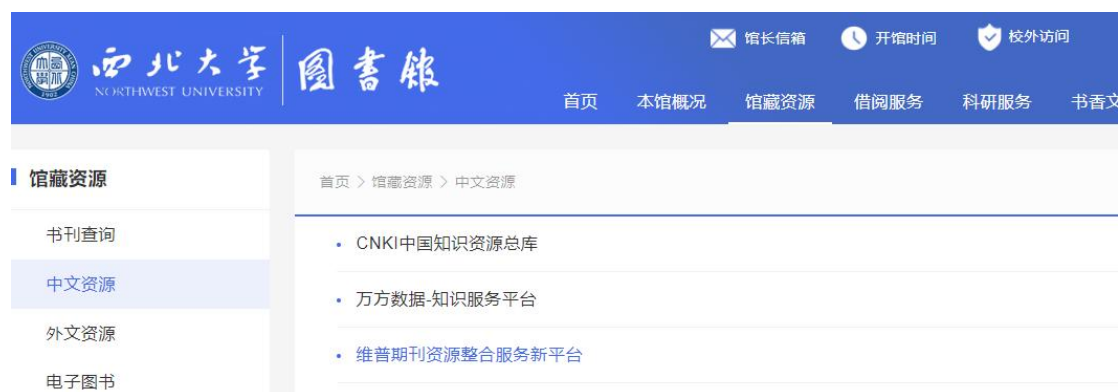 馆长信箱 开馆时间 校外访问
西北大学 图書館
NORTHWEST UNIVERSITY
首页 本馆概况 馆藏资源 借阅服务 科研服务 书香文
馆藏资源
首页 > 馆藏资源 > 中文资源
书刊查询
• CNKI中国知识资源总库
中文资源
• 万方数据-知识服务平台
外文资源
• 维普期刊资源整合服务新平台
电子图书